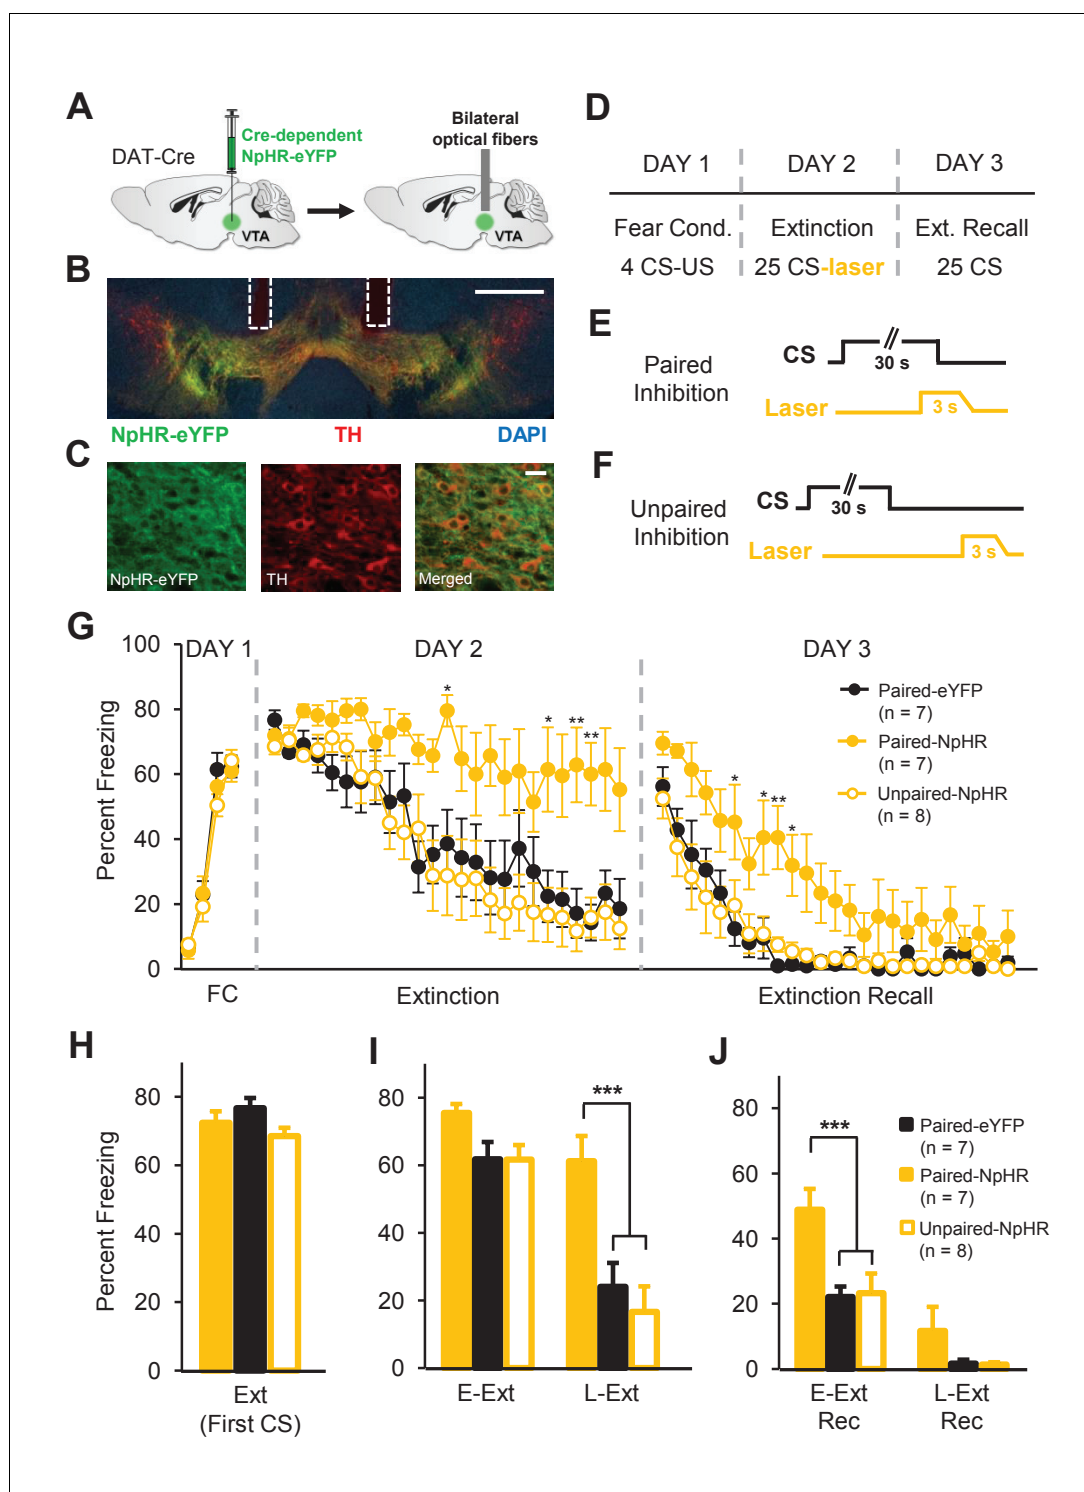 A
DAT-Cre
Cre-dependent
NpHR-eYFP
VTA
Bilateral
optical fibers
VTA
B
NpHR-eYFP TH DAPI
C
NpHR-eYFP
TH
Merged
D
DAY 1 DAY 2 DAY 3
Fear Cond. Extinction Ext. Recall
4 CS-US 25 CS-laser 25 CS
E
Paired
Inhibition
CS
30 s
Laser
3 s
F
Unpaired
Inhibition
CS
30 s
Laser
3 s
G
Percent Freezing
100
80
60
40
20
0
DAY 1 DAY 2 DAY 3
* * ** ** * * ** *
Paired-eYFP
(n = 7)
Paired-NpHR
(n = 7)
Unpaired-NpHR
(n = 8)
FC Extinction Extinction Recall
H
Percent Freezing
80
60
40
20
0
Ext
(First CS)
I
80
60
40
20
0
***
E-Ext L-Ext
J
80
60
40
20
0
***
Paired-eYFP
(n = 7)
Paired-NpHR
(n = 7)
Unpaired-NpHR
(n = 8)
E-Ext L-Ext
Rec Rec